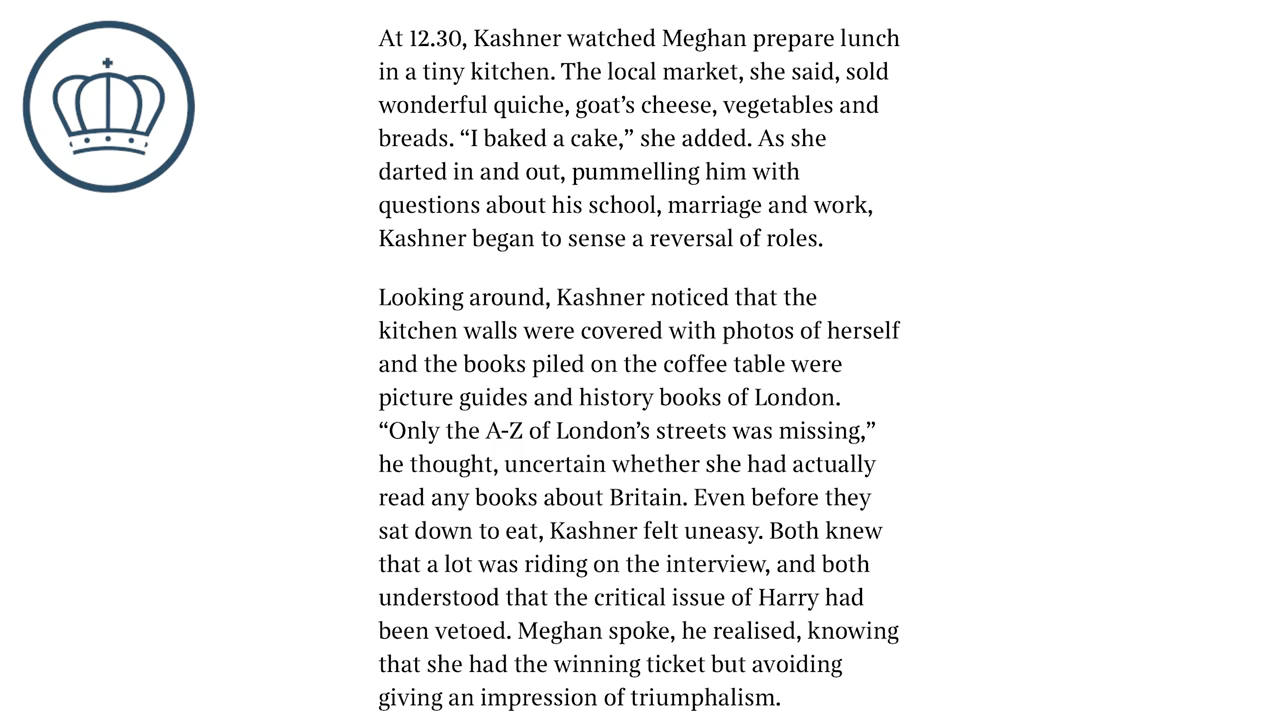 At 12.30, Kashner watched Meghan prepare lunch
in a tiny kitchen. The local market, she said, sold
wonderful quiche, goat’s cheese, vegetables and
breads. “I baked a cake,” she added. As she
darted in and out, pummelling him with
questions about his school, marriage and work,
Kashner began to sense a reversal of roles.
Looking around, Kashner noticed that the
kitchen walls were covered with photos of herself
and the books piled on the coffee table were
picture guides and history books of London.
“Only the A-Z of London’s streets was missing,”
he thought, uncertain whether she had actually
read any books about Britain. Even before they
sat down to eat, Kashner felt uneasy. Both knew
that a lot was riding on the interview, and both
understood that the critical issue of Harry had
been vetoed. Meghan spoke, he realised, knowing
that she had the winning ticket but avoiding
giving an impression of triumphalism.